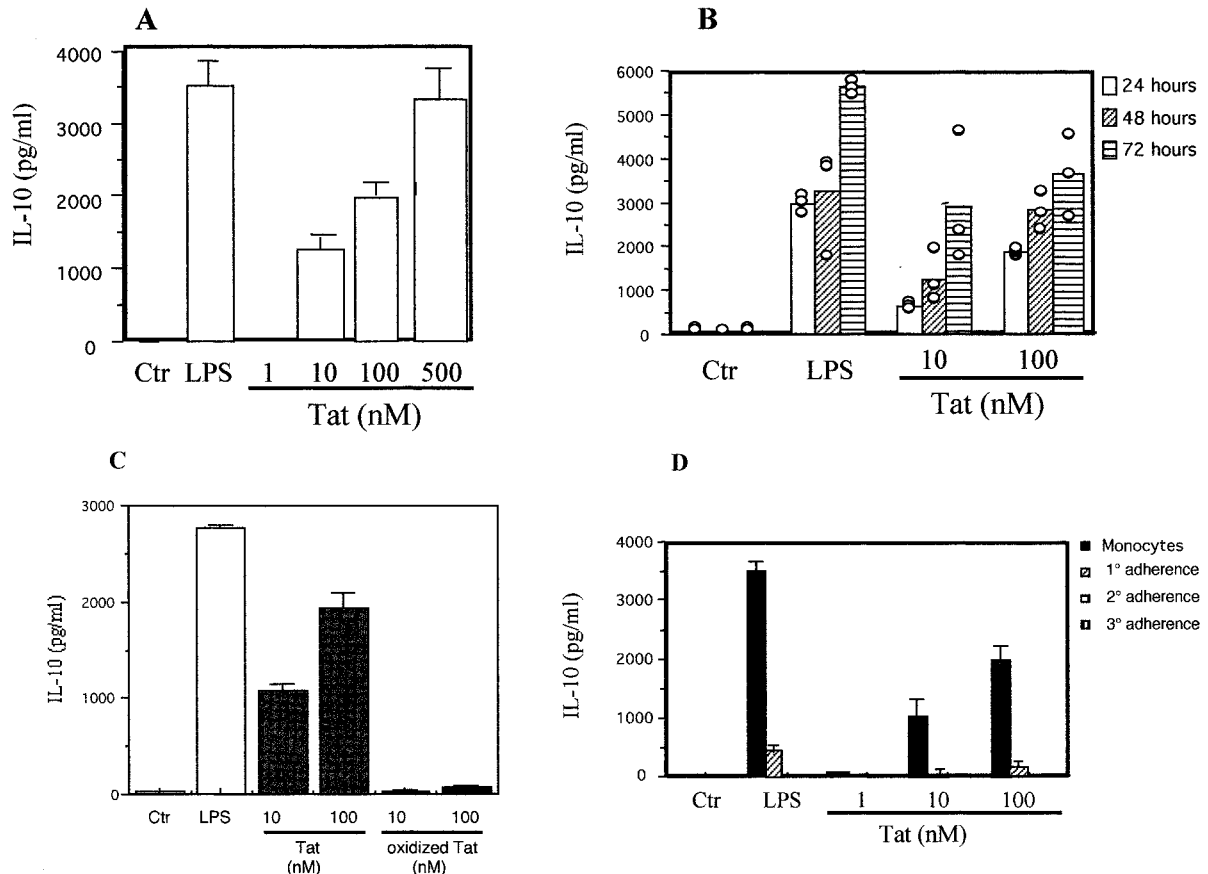 A
IL-10 (pg/ml)
4000
3000
2000
1000
0
Ctr LPS 1 10 100 500
Tat (nM)
B
IL-10 (pg/ml)
6000
5000
4000
3000
2000
1000
0
24 hours
48 hours
72 hours
Ctr LPS 10 100
Tat (nM)
C
IL-10 (pg/ml)
3000
2000
1000
0
Ctr LPS 10 100 10 100
Tat oxidized Tat
(nM) (nM)
D
IL-10 (pg/ml)
4000
3000
2000
1000
0
Monocytes
1° adherence
2° adherence
3° adherence
Ctr LPS 1 10 100
Tat (nM)